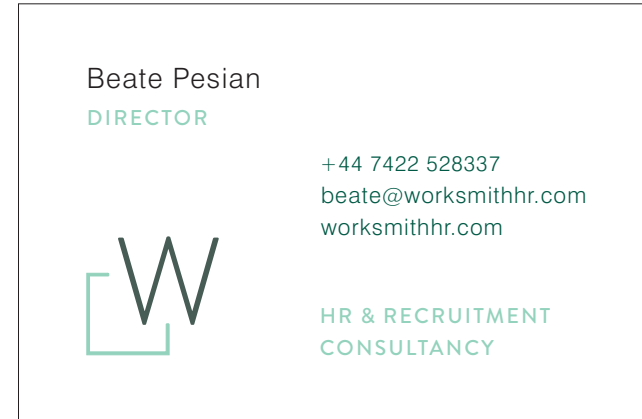 Beate Pesian
DIRECTOR
+44 7422 528337
beate@worksmithhr.com
worksmithhr.com
W
HR & RECRUITMENT
CONSULTANCY